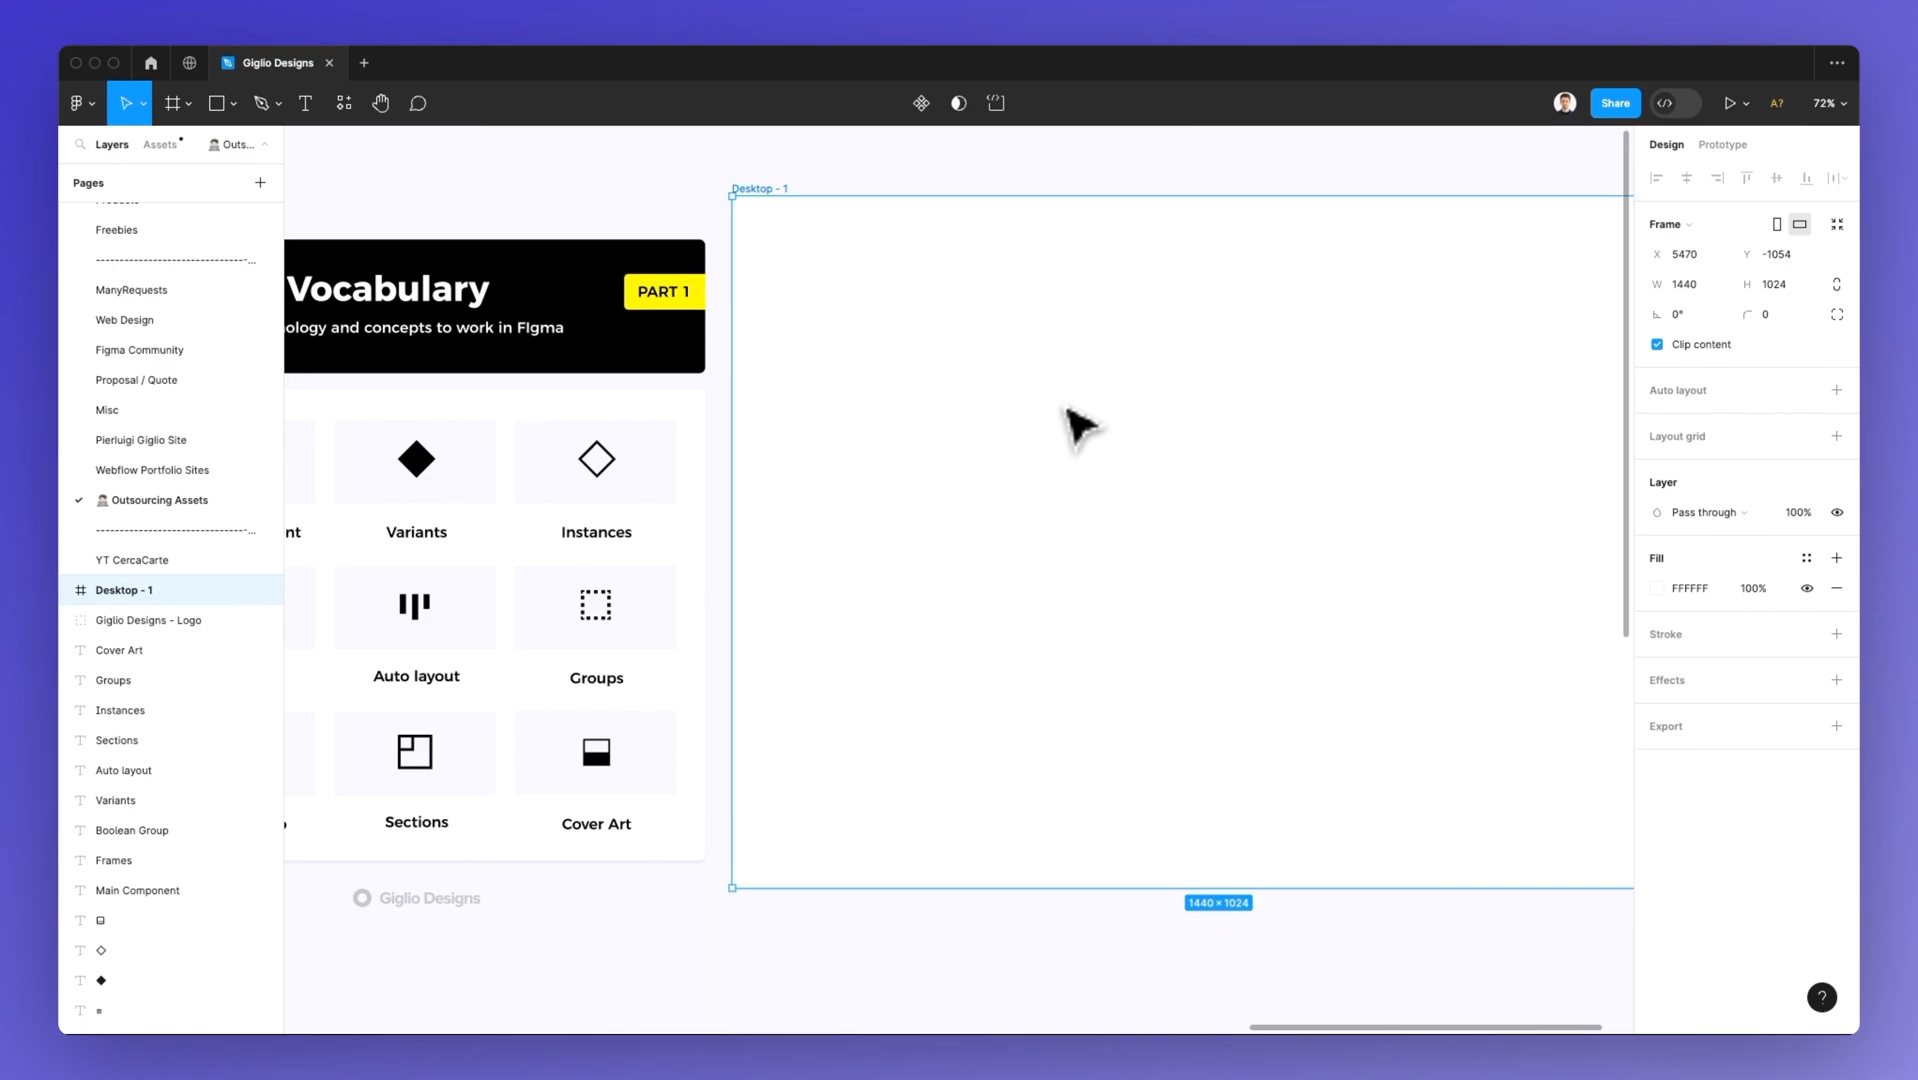 Giglio Designs
Share
A?
72%
Layers
Assets
Outs...
Pages
Products
Freebies
--------------------------------...
ManyRequests
Web Design
Figma Community
Proposal / Quote
Misc
Pierluigi Giglio Site
Webflow Portfolio Sites
Outsourcing Assets
--------------------------------...
YT CercaCarte
Desktop - 1
Giglio Designs - Logo
Cover Art
Groups
Instances
Sections
Auto layout
Variants
Boolean Group
Frames
Main Component
Vocabulary
PART 1
ology and concepts to work in FIgma
nt
Variants
Instances
Auto layout
Groups
Sections
Cover Art
Giglio Designs
Desktop - 1
1440 × 1024
Design
Prototype
Frame
X 5470
Y -1054
W 1440
H 1024
0°
0
Clip content
Auto layout
Layout grid
Layer
Pass through
100%
Fill
FFFFFF
100%
Stroke
Effects
Export
?